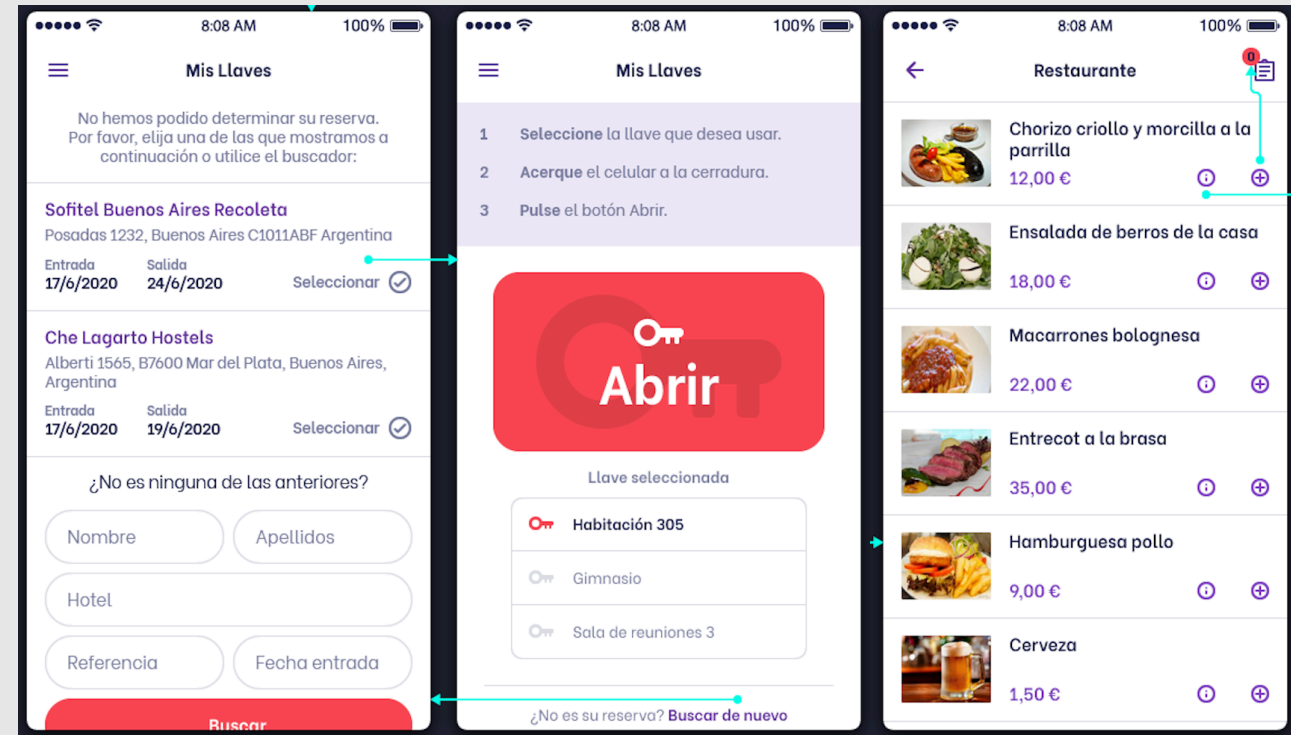 8:08 AM
100%
Mis Llaves
No hemos podido determinar su reserva.
Por favor, elija una de las que mostramos a
continuación o utilice el buscador:
Sofitel Buenos Aires Recoleta
Posadas 1232, Buenos Aires C1011ABF Argentina
Entrada
Salida
17/6/2020
24/6/2020
Seleccionar
Che Lagarto Hostels
Alberti 1565, B7600 Mar del Plata, Buenos Aires,
Argentina
Entrada
Salida
17/6/2020
19/6/2020
Seleccionar
¿No es ninguna de las anteriores?
Nombre
Apellidos
Hotel
Referencia
Fecha entrada
Buscar
8:08 AM
100%
Mis Llaves
1 Seleccione la llave que desea usar.
2 Acerque el celular a la cerradura.
3 Pulse el botón Abrir.
Abrir
Llave seleccionada
Habitación 305
Gimnasio
Sala de reuniones 3
¿No es su reserva? Buscar de nuevo
8:08 AM
100%
Restaurante
0
Chorizo criollo y morcilla a la
parrilla
12,00 €
Ensalada de berros de la casa
18,00 €
Macarrones bolognesa
22,00 €
Entrecot a la brasa
35,00 €
Hamburguesa pollo
9,00 €
Cerveza
1,50 €